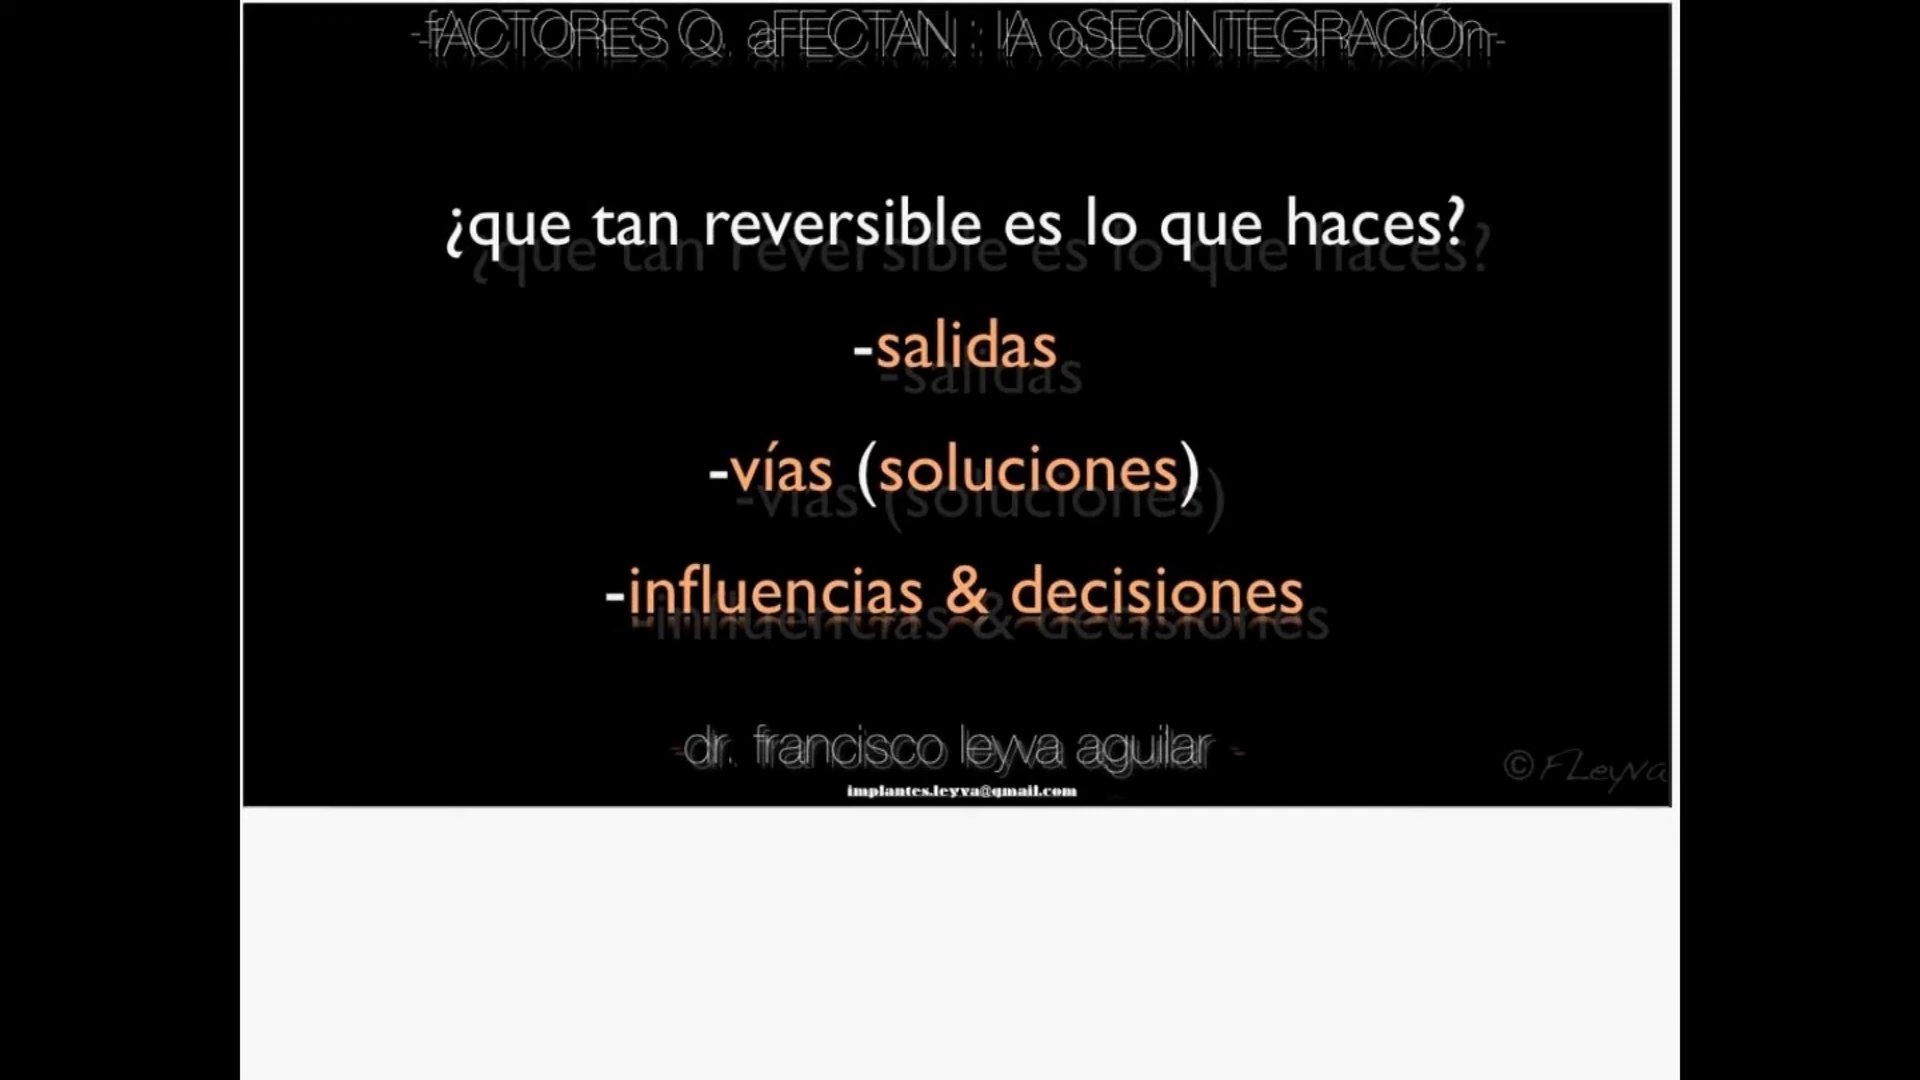 -fACTORES Q. aFECTAN : lA oSEOINTEGRACIÓn-
¿que tan reversible es lo que haces?
-salidas
-vías (soluciones)
-influencias & decisiones
-dr. francisco leyva aguilar -
©FLeyva
implantes.leyva@gmail.com